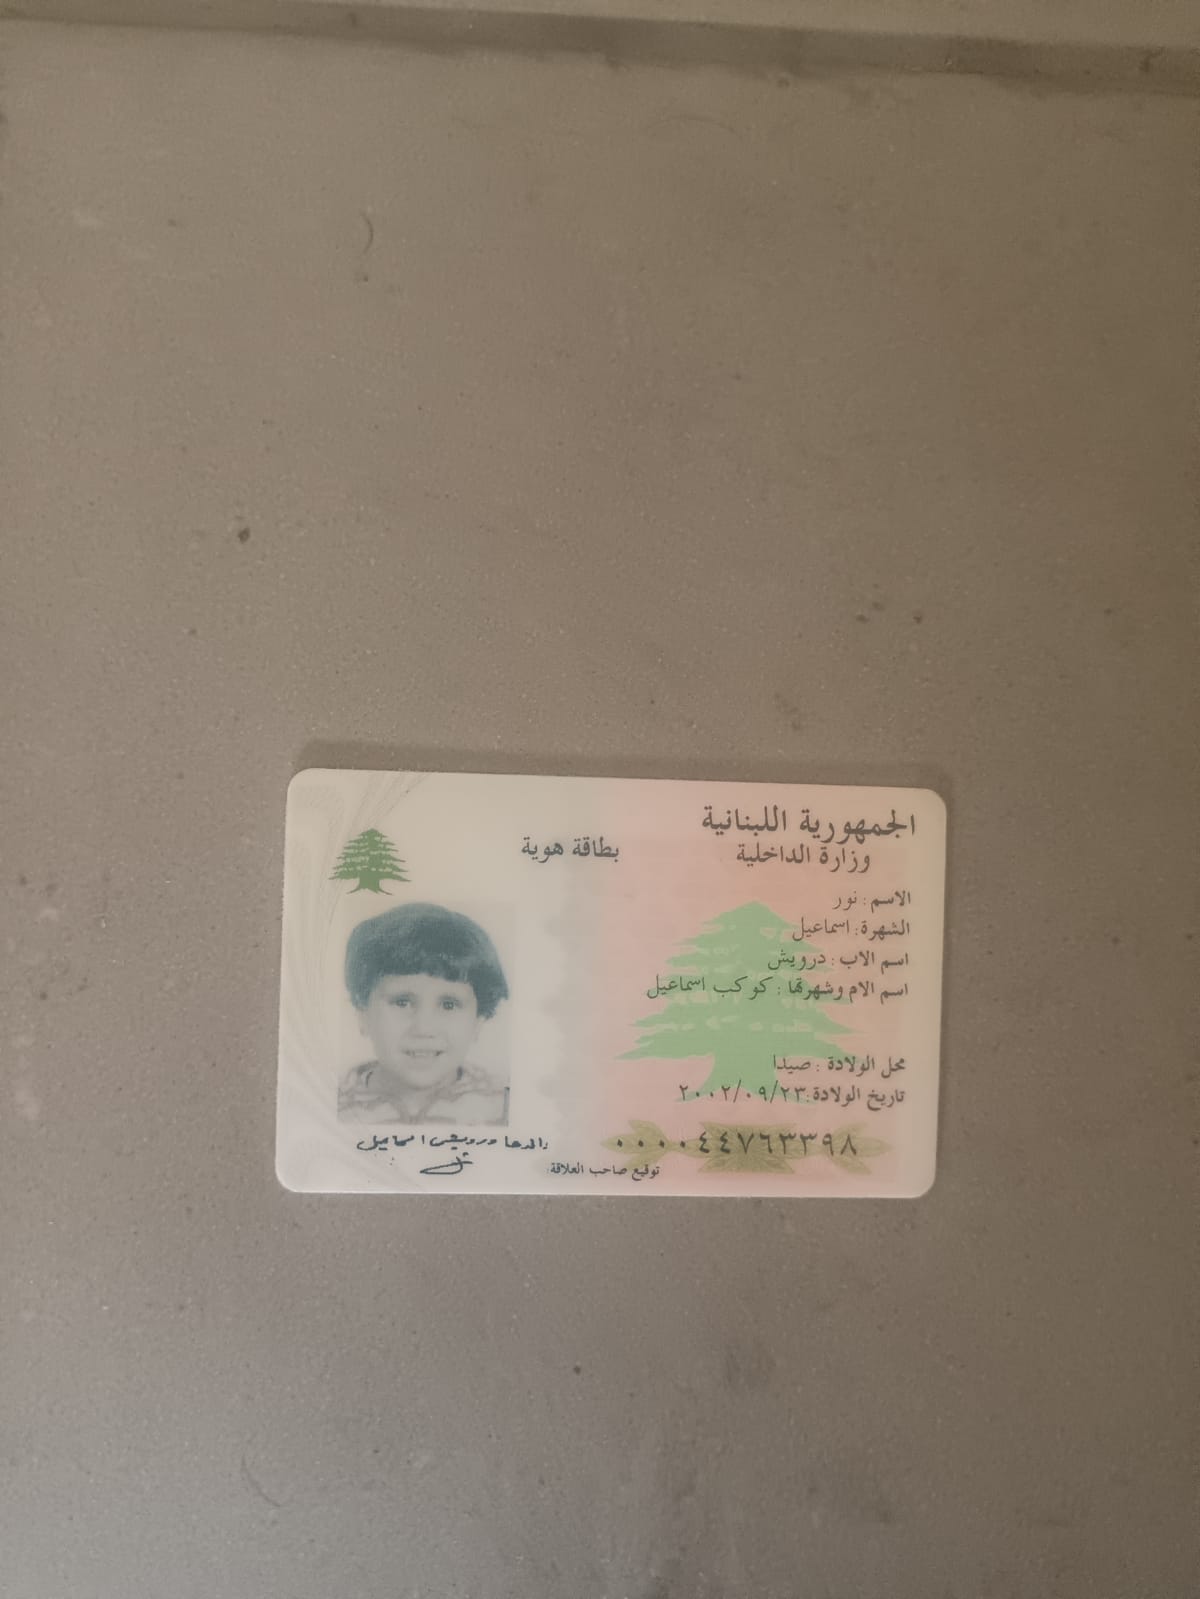 الجمهورية اللبنانية
وزارة الداخلية
بطاقة هوية
الاسم: نور
الشهرة: اسماعيل
اسم الاب: درويش
اسم الام وشهرتها: كوكب اسماعيل
محل الولادة: صيدا
تاريخ الولادة: ٢٠٠٢/٠٩/٢٣
٠٠٠٠٤٤٧٦٣٣٩٨
والدها درويش اسماعيل
توقيع صاحب العلاقة